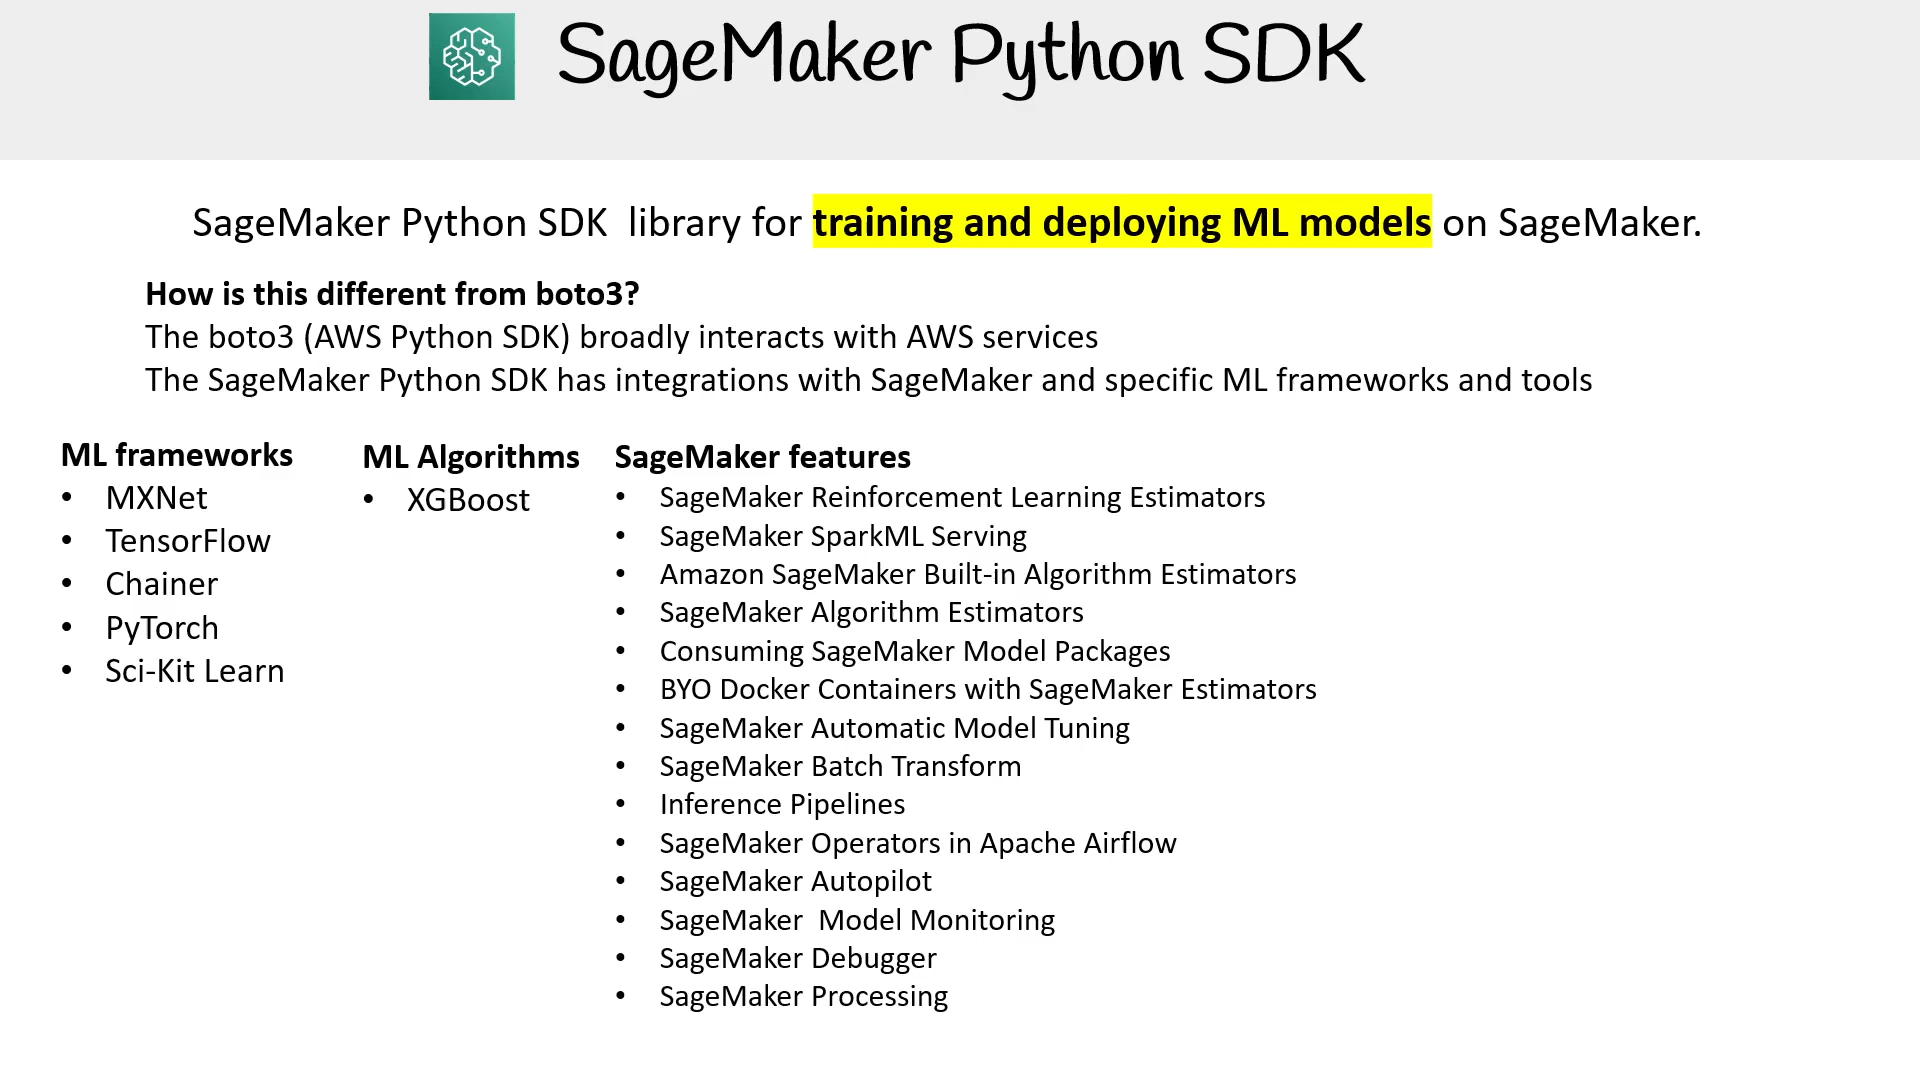 SageMaker Python SDK
SageMaker Python SDK  library for training and deploying ML models on SageMaker.
How is this different from boto3?
The boto3 (AWS Python SDK) broadly interacts with AWS services
The SageMaker Python SDK has integrations with SageMaker and specific ML frameworks and tools
ML frameworks
• MXNet
• TensorFlow
• Chainer
• PyTorch
• Sci-Kit Learn
ML Algorithms
• XGBoost
SageMaker features
• SageMaker Reinforcement Learning Estimators
• SageMaker SparkML Serving
• Amazon SageMaker Built-in Algorithm Estimators
• SageMaker Algorithm Estimators
• Consuming SageMaker Model Packages
• BYO Docker Containers with SageMaker Estimators
• SageMaker Automatic Model Tuning
• SageMaker Batch Transform
• Inference Pipelines
• SageMaker Operators in Apache Airflow
• SageMaker Autopilot
• SageMaker  Model Monitoring
• SageMaker Debugger
• SageMaker Processing